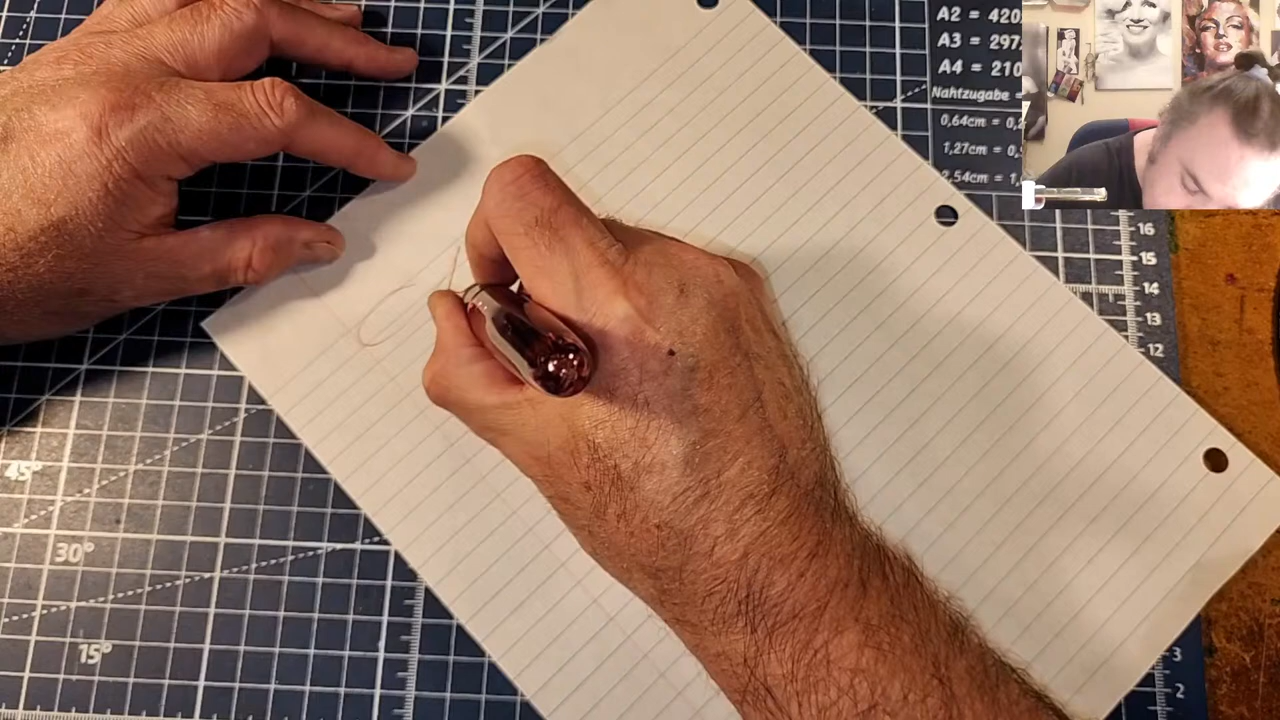 A2 = 420
A3 = 297
A4 = 210
Nahtzugabe =
0,64cm = 0,2
1,27cm = 0,
2,54cm = 1,
16
14
13
12
45°
30°
15°
3
2